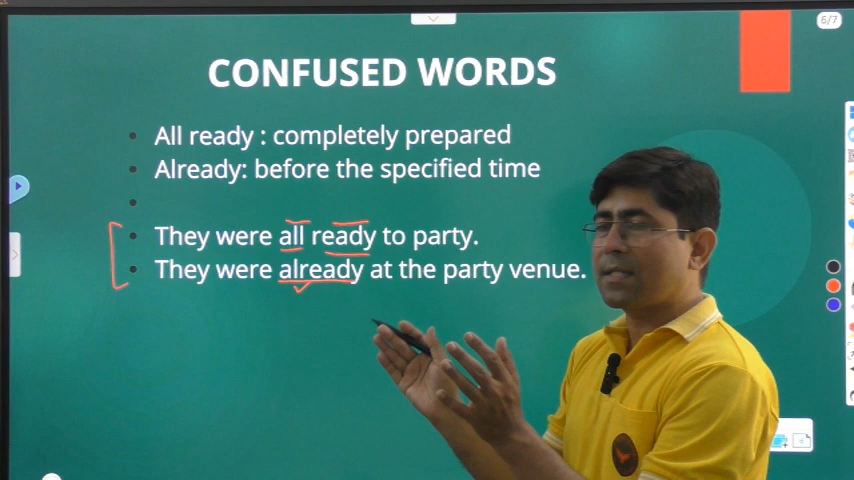 6/7
CONFUSED WORDS
All ready : completely prepared
Already: before the specified time
They were all ready to party.
They were already at the party venue.